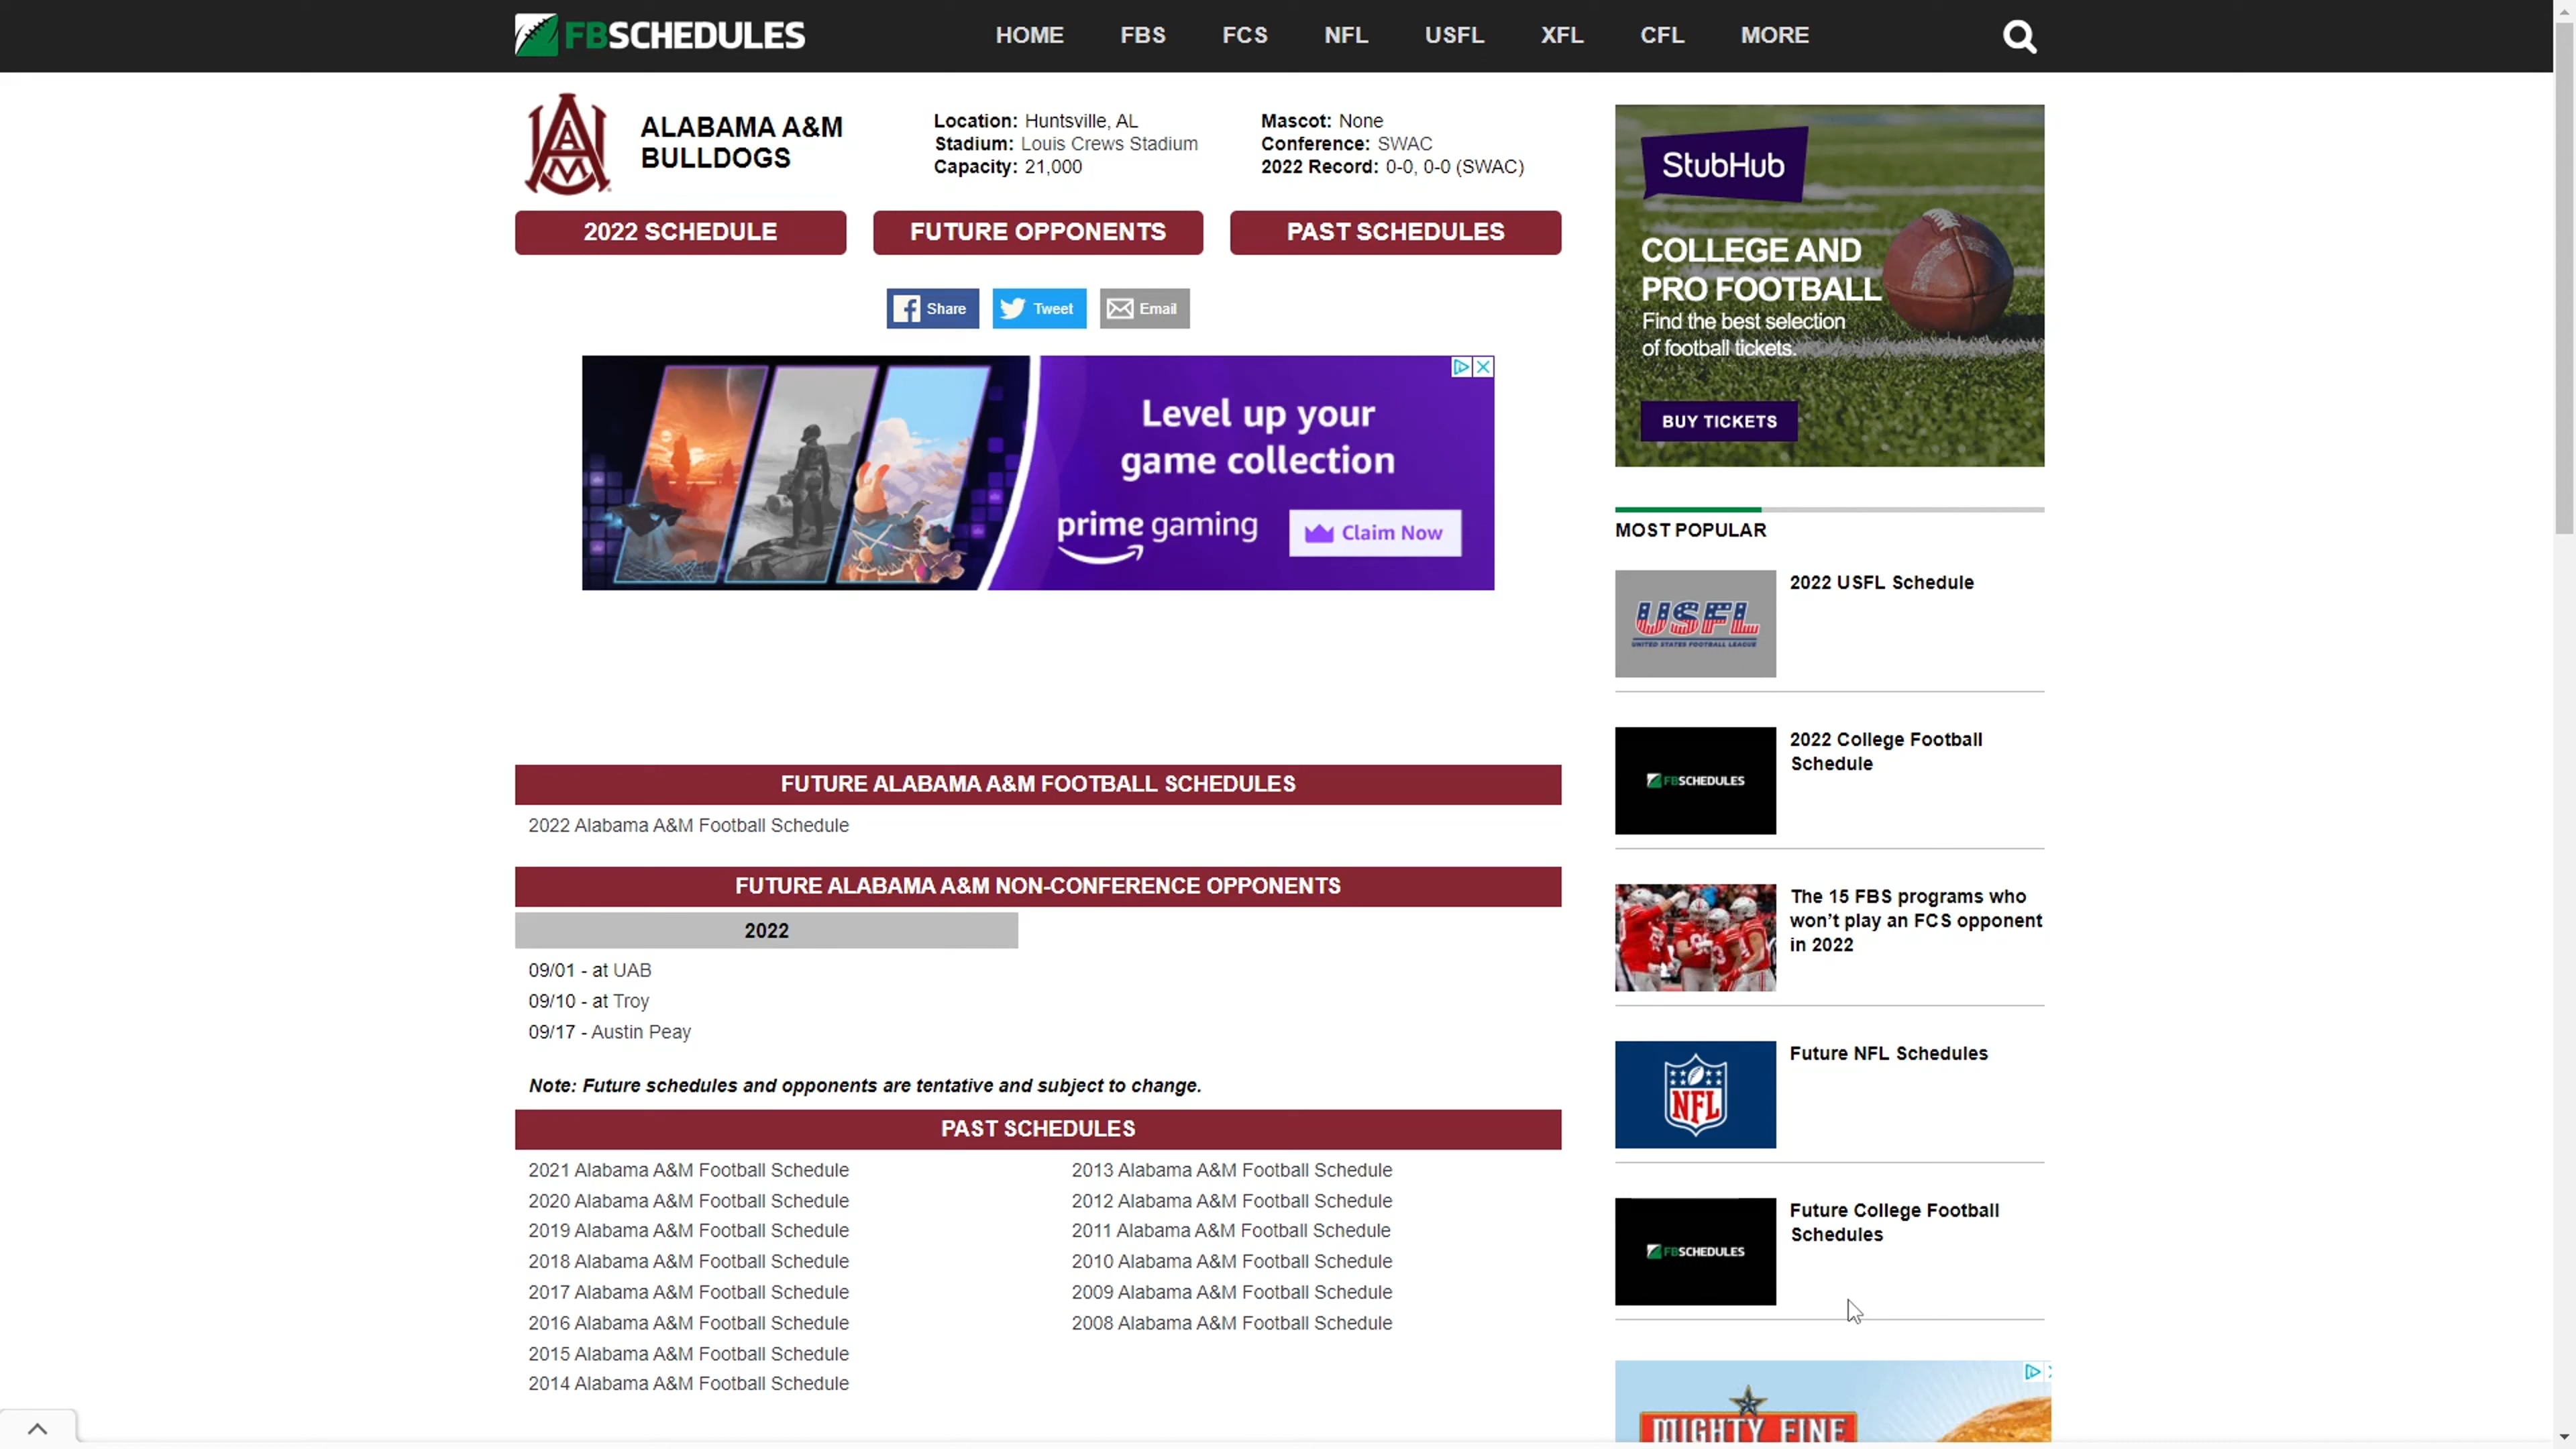 FBSCHEDULES
HOME FBS FCS NFL USFL XFL CFL MORE
ALABAMA A&M
BULLDOGS
Location: Huntsville, AL
Stadium: Louis Crews Stadium
Capacity: 21,000
Mascot: None
Conference: SWAC
2022 Record: 0-0, 0-0 (SWAC)
2022 SCHEDULE
FUTURE OPPONENTS
PAST SCHEDULES
Share
Tweet
Email
Level up your
game collection
prime gaming
Claim Now
FUTURE ALABAMA A&M FOOTBALL SCHEDULES
2022 Alabama A&M Football Schedule
FUTURE ALABAMA A&M NON-CONFERENCE OPPONENTS
2022
09/01 - at UAB
09/10 - at Troy
09/17 - Austin Peay
Note: Future schedules and opponents are tentative and subject to change.
PAST SCHEDULES
2021 Alabama A&M Football Schedule
2020 Alabama A&M Football Schedule
2019 Alabama A&M Football Schedule
2018 Alabama A&M Football Schedule
2017 Alabama A&M Football Schedule
2016 Alabama A&M Football Schedule
2015 Alabama A&M Football Schedule
2014 Alabama A&M Football Schedule
2013 Alabama A&M Football Schedule
2012 Alabama A&M Football Schedule
2011 Alabama A&M Football Schedule
2010 Alabama A&M Football Schedule
2009 Alabama A&M Football Schedule
2008 Alabama A&M Football Schedule
StubHub
COLLEGE AND
PRO FOOTBALL
Find the best selection
of football tickets.
BUY TICKETS
MOST POPULAR
USFL
UNITED STATES FOOTBALL LEAGUE
2022 USFL Schedule
FBSCHEDULES
2022 College Football
Schedule
The 15 FBS programs who
won't play an FCS opponent
in 2022
NFL
Future NFL Schedules
FBSCHEDULES
Future College Football
Schedules
MIGHTY FINE